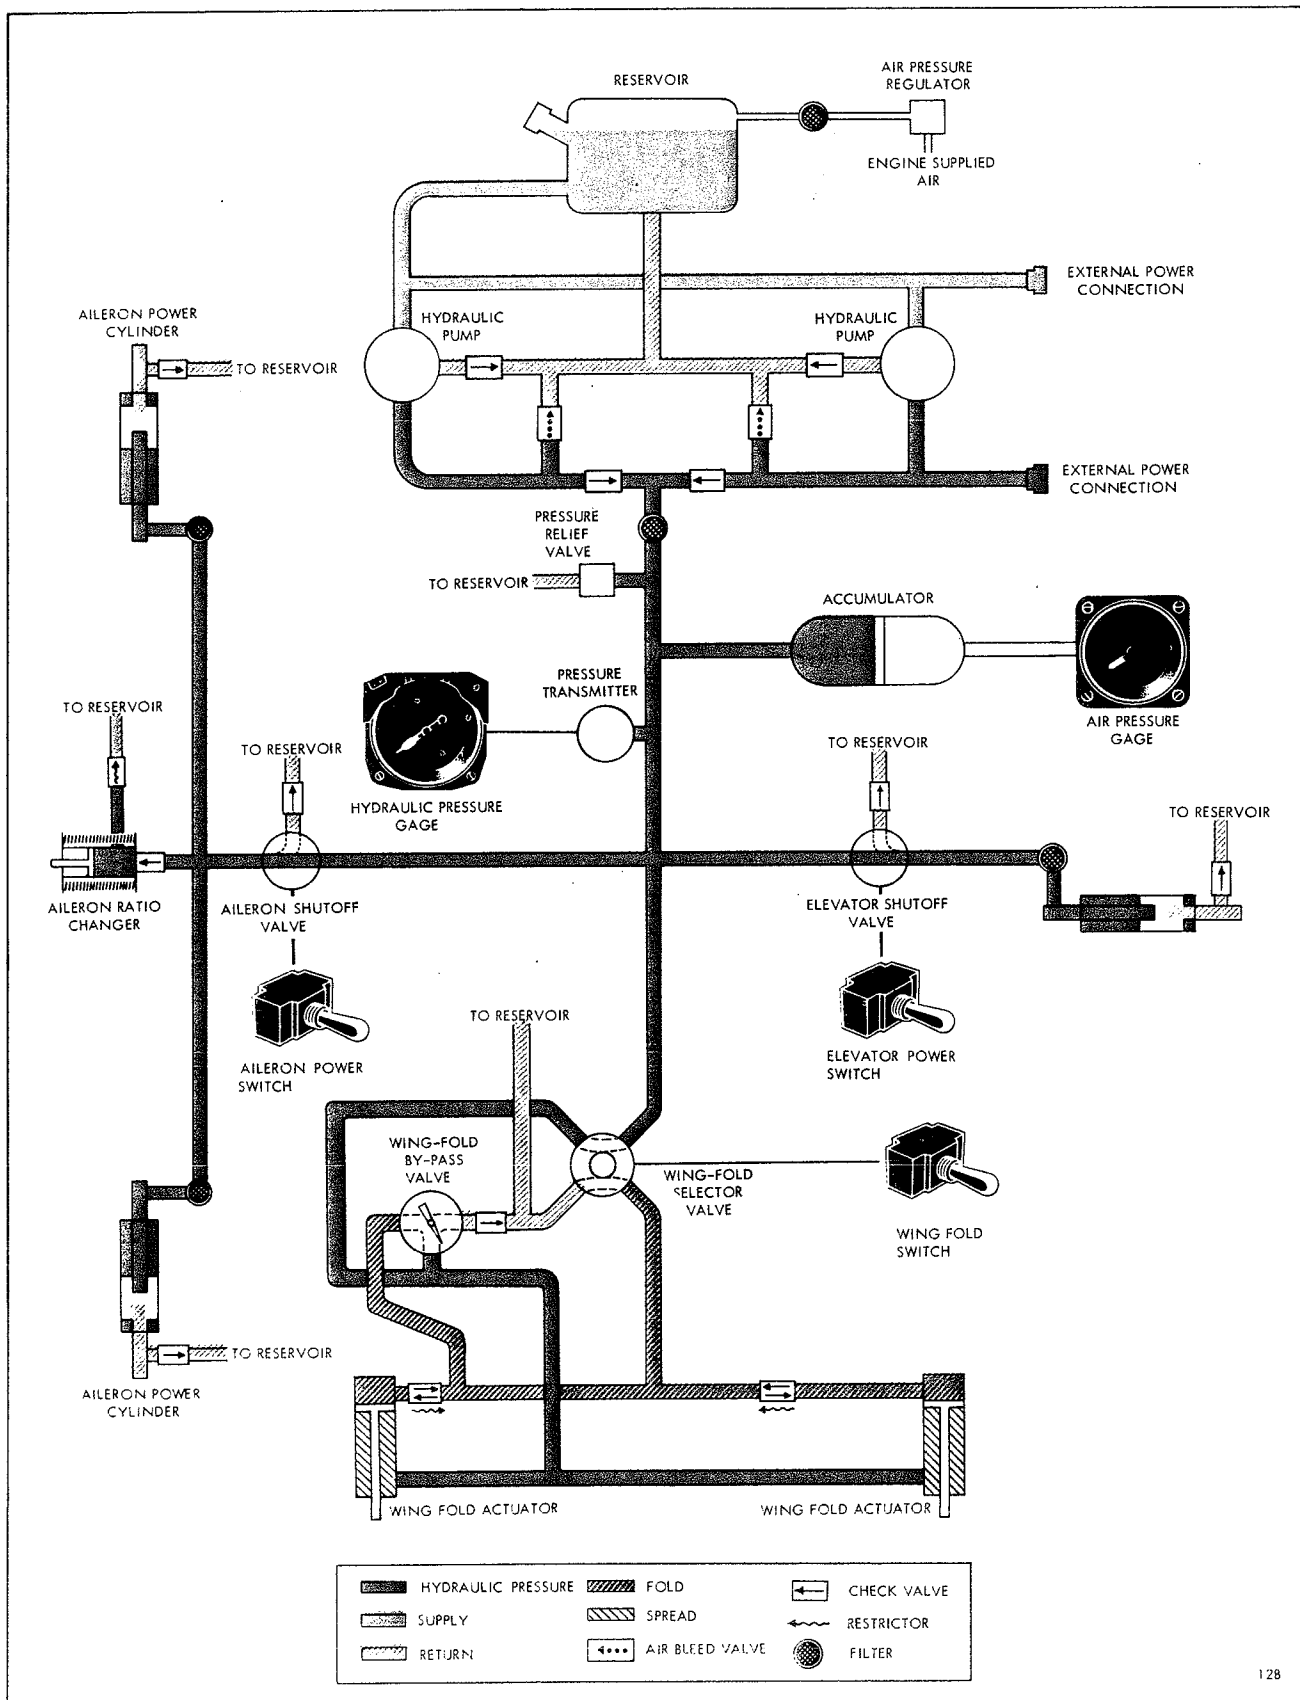 RESERVOIR
AIR PRESSURE
REGULATOR
ENGINE SUPPLIED
AIR
EXTERNAL POWER
CONNECTION
AILERON POWER
CYLINDER
HYDRAULIC
PUMP
HYDRAULIC
PUMP
TO RESERVOIR
EXTERNAL POWER
CONNECTION
PRESSURE
RELIEF
VALVE
TO RESERVOIR
ACCUMULATOR
PRESSURE
TRANSMITTER
TO RESERVOIR
AIR PRESSURE
GAGE
TO RESERVOIR
TO RESERVOIR
HYDRAULIC PRESSURE
GAGE
TO RESERVOIR
AILERON RATIO
CHANGER
AILERON SHUTOFF
VALVE
ELEVATOR SHUTOFF
VALVE
TO RESERVOIR
AILERON POWER
SWITCH
ELEVATOR POWER
SWITCH
WING-FOLD
BY-PASS
VALVE
WING-FOLD
SELECTOR
VALVE
WING FOLD
SWITCH
TO RESERVOIR
AILERON POWER
CYLINDER
WING FOLD ACTUATOR
WING FOLD ACTUATOR
HYDRAULIC PRESSURE
FOLD
CHECK VALVE
SUPPLY
SPREAD
RESTRICTOR
RETURN
AIR BLEED VALVE
FILTER
128